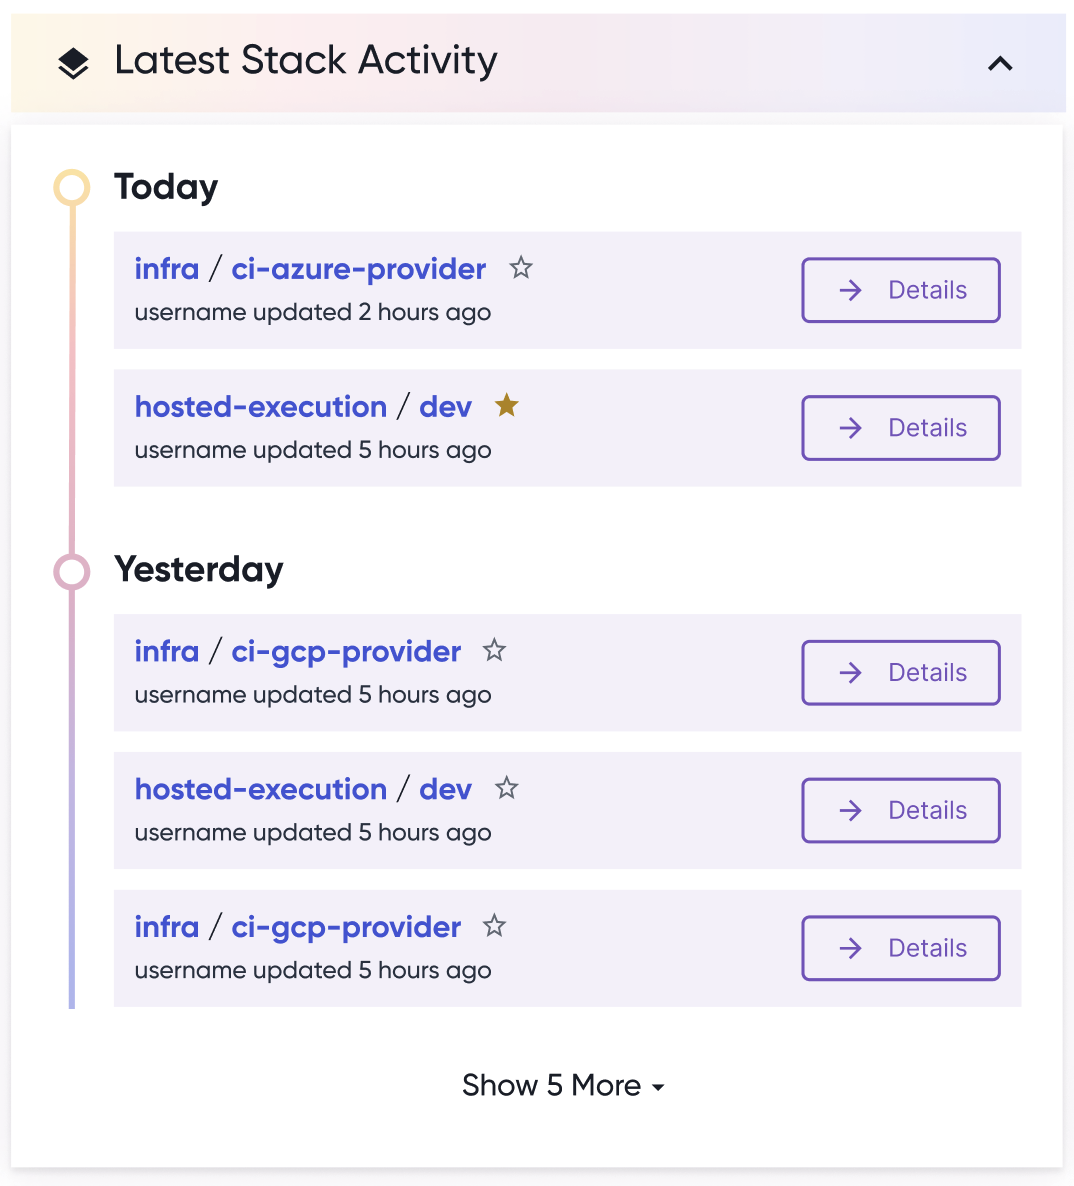 Latest Stack Activity
Today
infra / ci-azure-provider
username updated 2 hours ago
Details
hosted-execution / dev
username updated 5 hours ago
Details
Yesterday
infra / ci-gcp-provider
username updated 5 hours ago
Details
hosted-execution / dev
username updated 5 hours ago
Details
infra / ci-gcp-provider
username updated 5 hours ago
Details
Show 5 More